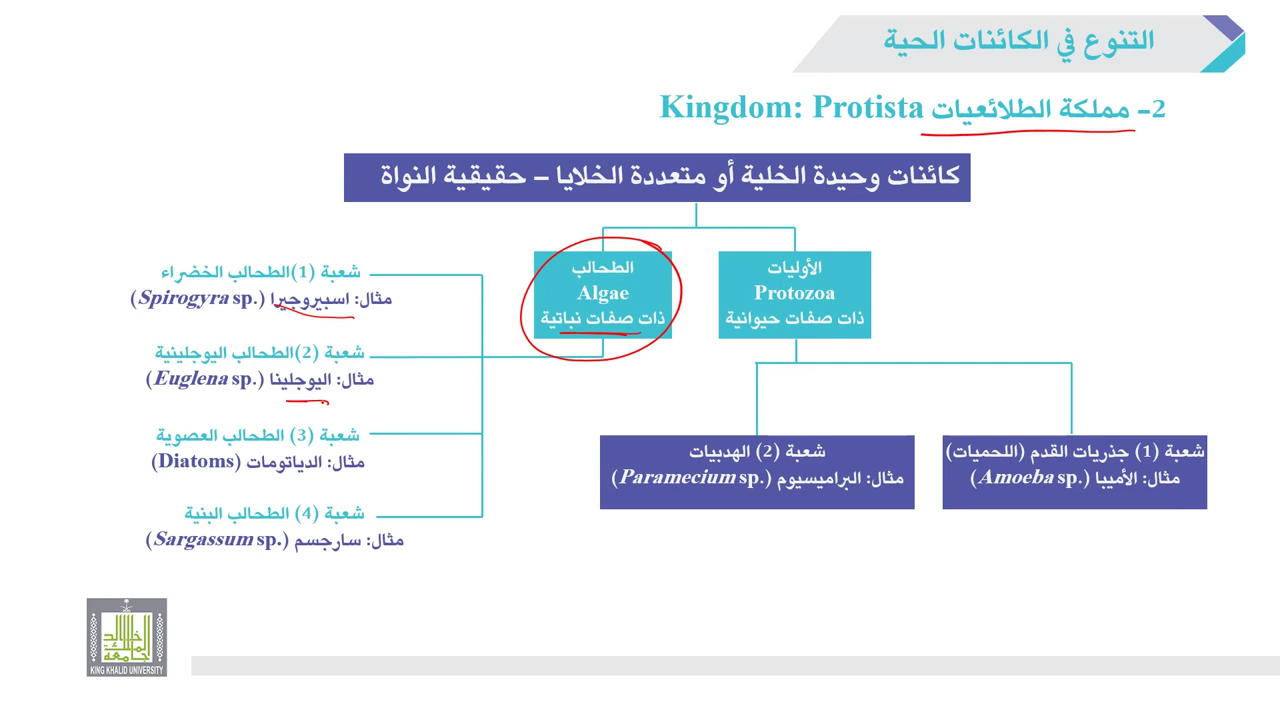 التنوع في الكائنات الحية
2- مملكة الطلائعيات Kingdom: Protista
كائنات وحيدة الخلية أو متعددة الخلايا – حقيقية النواة
الأوليات
Protozoa
ذات صفات حيوانية
الطحالب
Algae
ذات صفات نباتية
شعبة (1) جذريات القدم (اللحميات)
مثال: الأميبا (Amoeba sp.)
شعبة (2) الهدبيات
مثال: البراميسيوم (Paramecium sp.)
شعبة (1)الطحالب الخضراء
مثال: اسبيروجيرا (Spirogyra sp.)
شعبة (2)الطحالب اليوجلينية
مثال: اليوجلينا (Euglena sp.)
شعبة (3) الطحالب العصوية
مثال: الدياتومات (Diatoms)
شعبة (4) الطحالب البنية
مثال: سارجسم (Sargassum sp.)
جامعة الملك خالد
KING KHALID UNIVERSITY